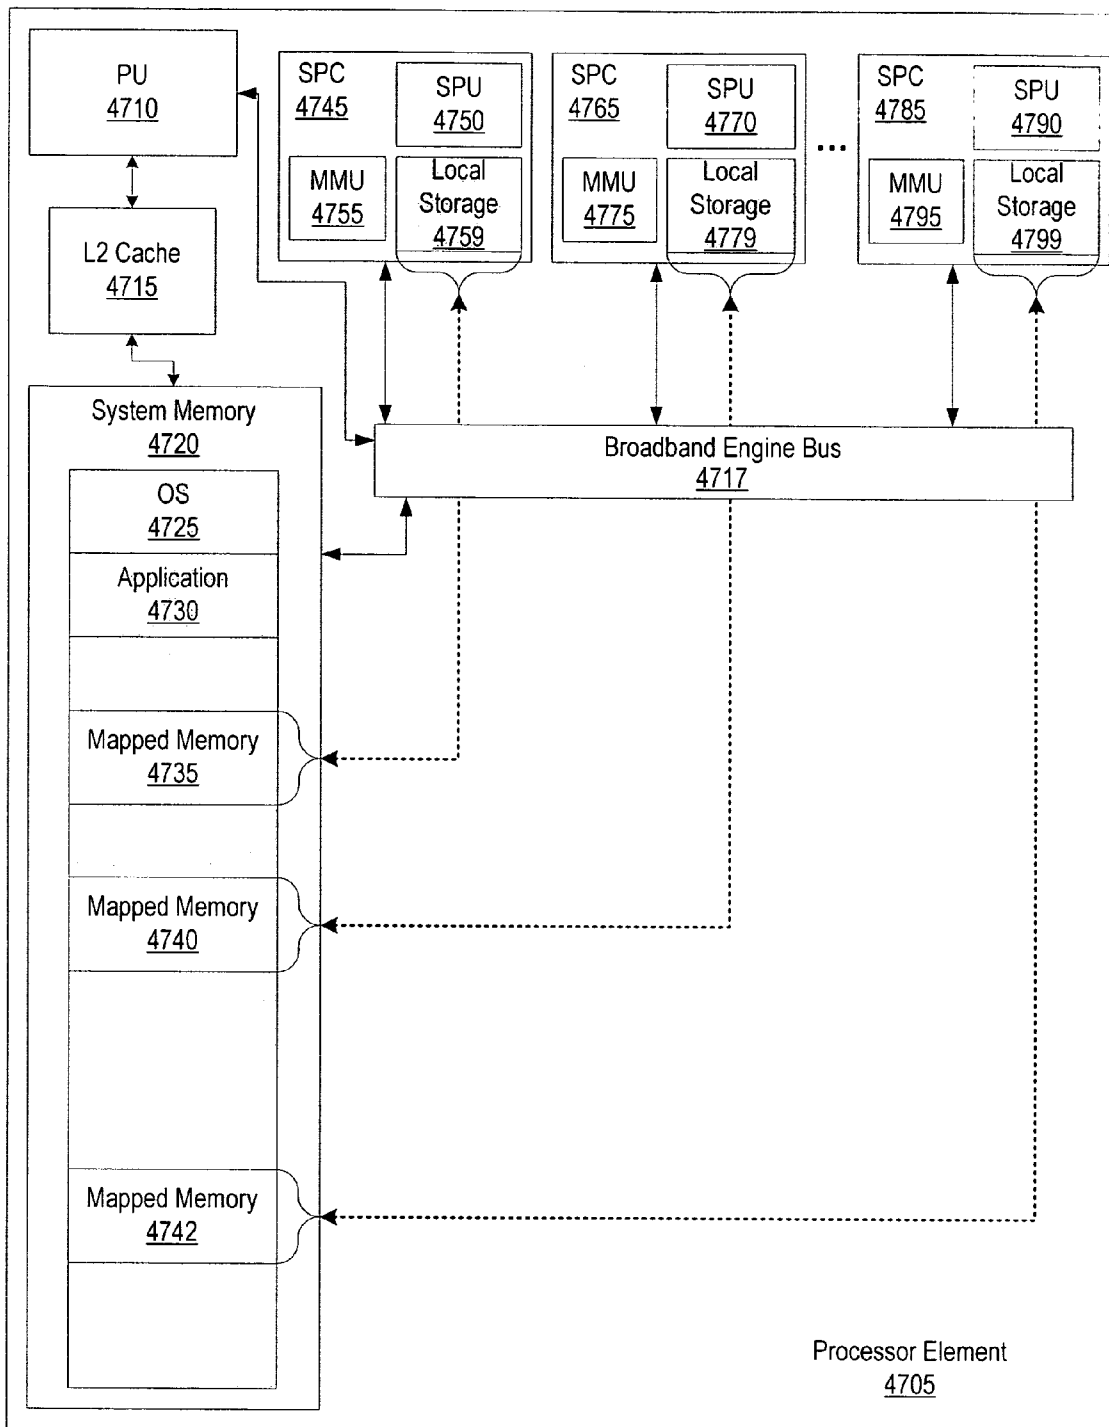 PU
4710
L2 Cache
4715
SPC
4745
SPU
4750
MMU
4755
Local
Storage
4759
SPC
4765
SPU
4770
MMU
4775
Local
Storage
4779
...
SPC
4785
SPU
4790
MMU
4795
Local
Storage
4799
Broadband Engine Bus
4717
System Memory
4720
OS
4725
Application
4730
Mapped Memory
4735
Mapped Memory
4740
Mapped Memory
4742
Processor Element
4705